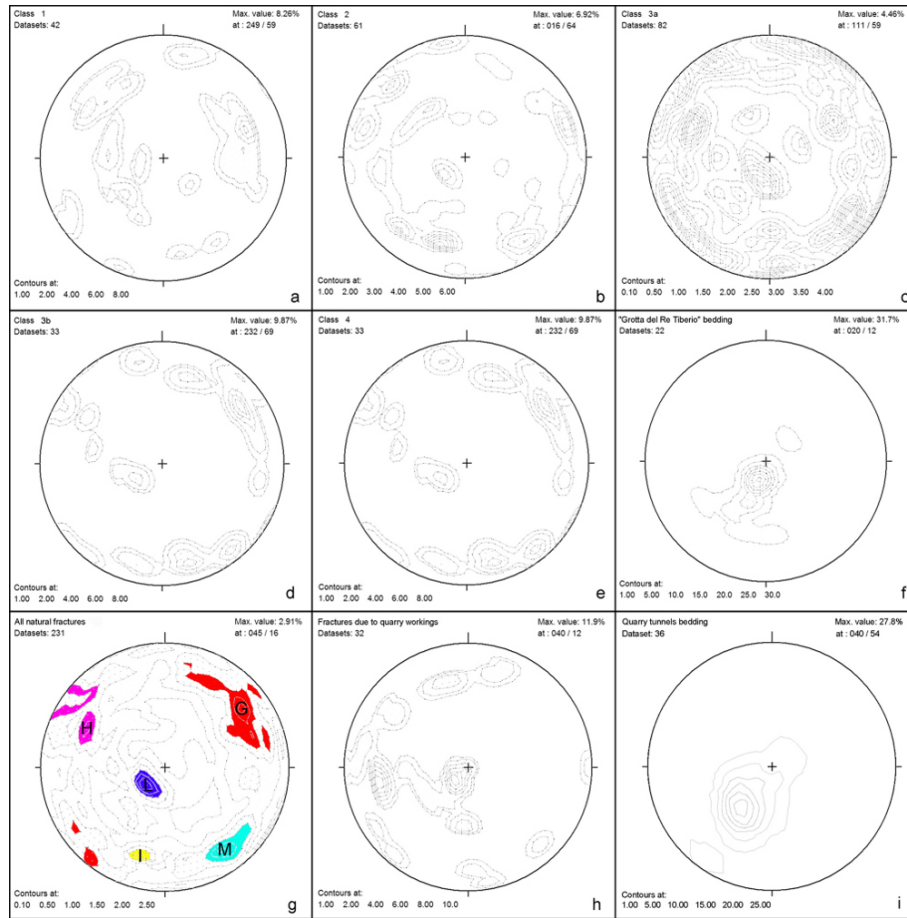 Class 1 Max. value: 8.26%
Datasets: 42 at : 249 / 59
Contours at:
1.00 2.00 4.00 6.00 8.00
a
Class 2 Max. value: 6.92%
Datasets: 61 at : 016 / 64
Contours at:
1.00 2.00 3.00 4.00 5.00 6.00
b
Class 3a Max. value: 4.46%
Datasets: 82 at : 111 / 59
Contours at:
0.10 0.50 1.00 1.50 2.00 2.50 3.00 3.50 4.00
c
Class 3b Max. value: 9.87%
Datasets: 33 at : 232 / 69
Contours at:
1.00 2.00 4.00 6.00 8.00
d
Class 4 Max. value: 9.87%
Datasets: 33 at : 232 / 69
Contours at:
1.00 2.00 4.00 6.00 8.00
e
"Grotta del Re Tiberio" bedding Max. value: 31.7%
Datasets: 22 at : 020 / 12
Contours at:
1.00 5.00 10.00 15.00 20.0 25.0 30.0
f
All natural fractures Max. value: 2.91%
Datasets: 231 at : 045 / 16
G
H
L
I
M
Contours at:
0.10 0.50 1.00 1.50 2.00 2.50
g
Fractures due to quarry workings Max. value: 11.9%
Datasets: 32 at : 040 / 12
Contours at:
1.00 2.00 4.00 6.00 8.00 10.0
h
Quarry tunnels bedding Max. value: 27.8%
Dataset: 36 at : 040 / 54
Contours at:
1.00 5.00 10.00 15.00 20.00 25.00
i